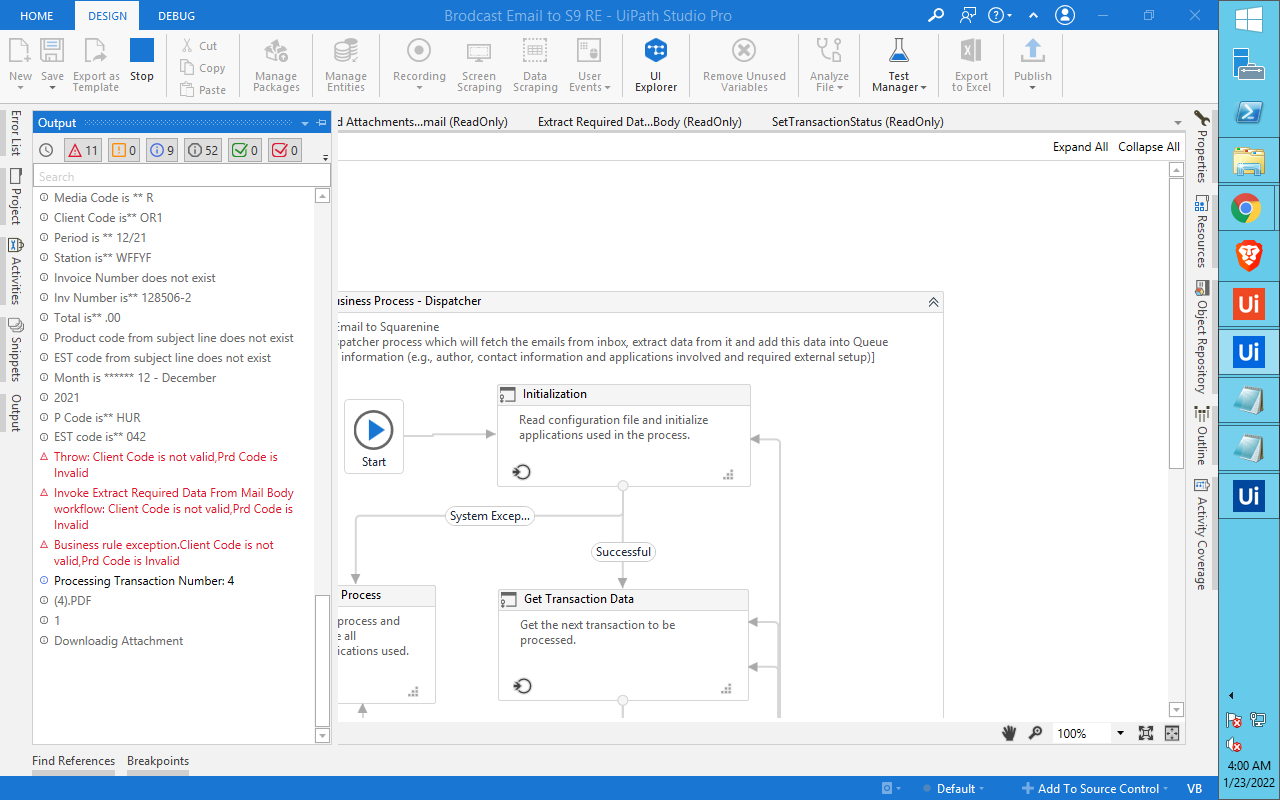 HOME
DESIGN
DEBUG
Brodcast Email to S9 RE - UiPath Studio Pro
New
Save
Export as
Template
Stop
Cut
Copy
Paste
Manage
Packages
Manage
Entities
Recording
Screen
Scraping
Data
Scraping
User
Events
UI
Explorer
Remove Unused
Variables
Analyze
File
Test
Manager
Export
to Excel
Publish
Error List
Project
Activities
Snippets
Output
Output
11
0
9
52
0
0
Search
Media Code is ** R
Client Code is** OR1
Period is ** 12/21
Station is** WFFYF
Invoice Number does not exist
Inv Number is** 128506-2
Total is** .00
Product code from subject line does not exist
EST code from subject line does not exist
Month is ****** 12 - December
2021
P Code is** HUR
EST code is** 042
Throw: Client Code is not valid,Prd Code is
Invalid
Invoke Extract Required Data From Mail Body
workflow: Client Code is not valid,Prd Code is
Invalid
Business rule exception.Client Code is not
valid,Prd Code is Invalid
Processing Transaction Number: 4
(4).PDF
1
Downloadig Attachment
d Attachments...mail (ReadOnly)
Extract Required Dat...Body (ReadOnly)
SetTransactionStatus (ReadOnly)
Expand All
Collapse All
usiness Process - Dispatcher
Email to Squarenine
spatcher process which will fetch the emails from inbox, extract data from it and add this data into Queue
information (e.g., author, contact information and applications involved and required external setup)]
Start
Initialization
Read configuration file and initialize
applications used in the process.
System Excep...
Successful
Process
process and
e all
ications used.
Get Transaction Data
Get the next transaction to be
processed.
100%
Properties
Resources
Object Repository
Outline
Activity Coverage
Find References
Breakpoints
Default
Add To Source Control
VB
Ui
Ui
Ui
4:00 AM
1/23/2022